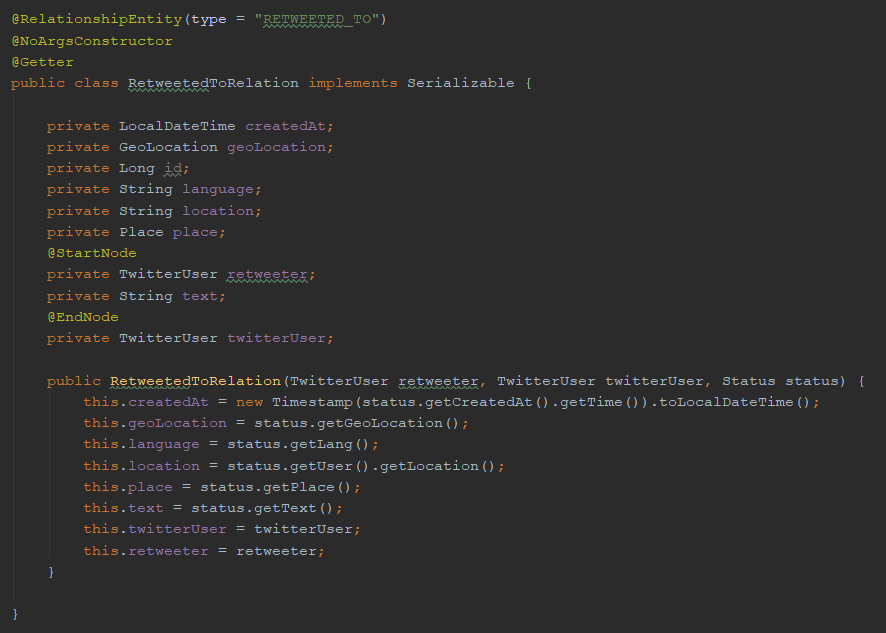 @RelationshipEntity(type = "RETWEETED_TO")
@NoArgsConstructor
@Getter
public class RetweetedToRelation implements Serializable {
private LocalDateTime createdAt;
private GeoLocation geoLocation;
private Long id;
private String language;
private String location;
private Place place;
@StartNode
private TwitterUser retweeter;
private String text;
@EndNode
private TwitterUser twitterUser;
public RetweetedToRelation(TwitterUser retweeter, TwitterUser twitterUser, Status status) {
this.createdAt = new Timestamp(status.getCreatedAt().getTime()).toLocalDateTime();
this.geoLocation = status.getGeoLocation();
this.language = status.getLang();
this.location = status.getUser().getLocation();
this.place = status.getPlace();
this.text = status.getText();
this.twitterUser = twitterUser;
this.retweeter = retweeter;
}
}